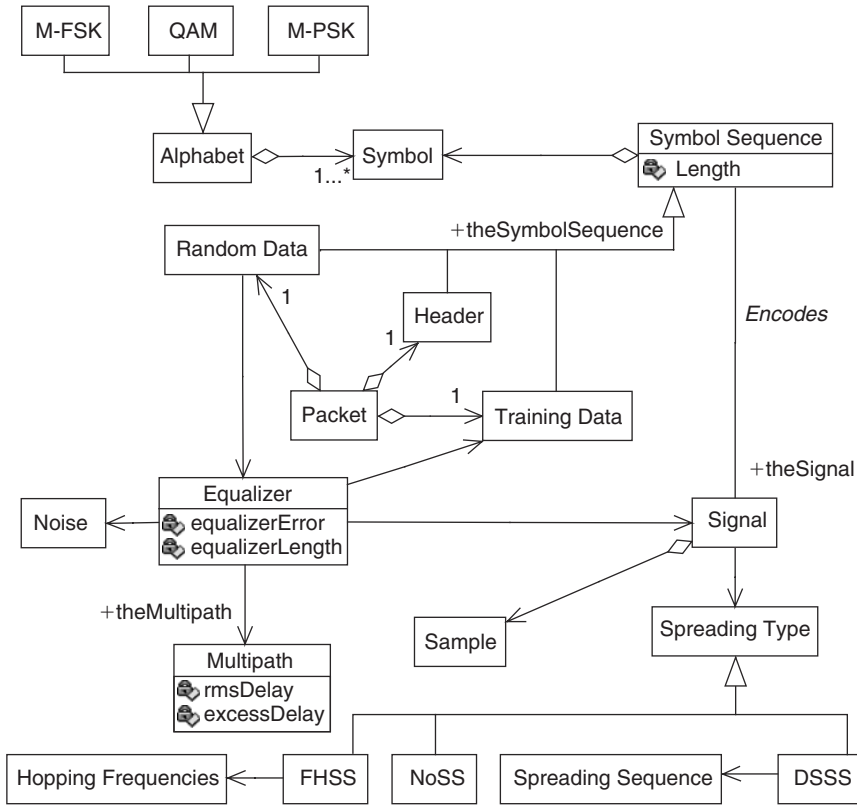 M-FSK
QAM
M-PSK
Alphabet
1...*
Symbol
Symbol Sequence
Length
+theSymbolSequence
Random Data
1
Header
1
Encodes
Packet
1
Training Data
+theSignal
Equalizer
equalizerError
equalizerLength
Noise
Signal
+theMultipath
Sample
Spreading Type
Multipath
rmsDelay
excessDelay
Hopping Frequencies
FHSS
NoSS
Spreading Sequence
DSSS